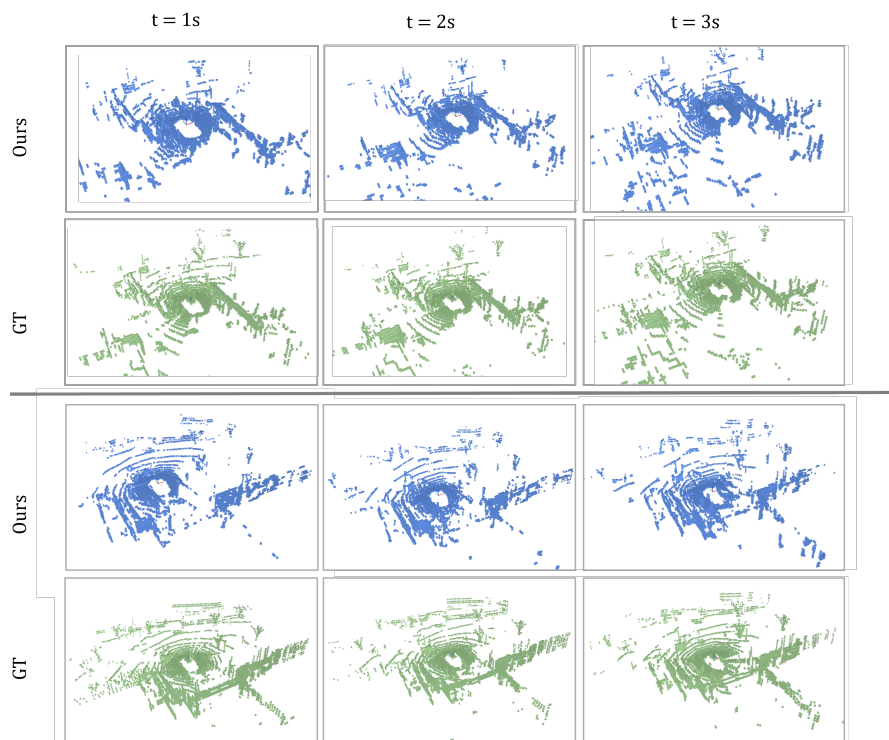 t = 1s t = 2s t = 3s
Ours
GT
Ours
GT